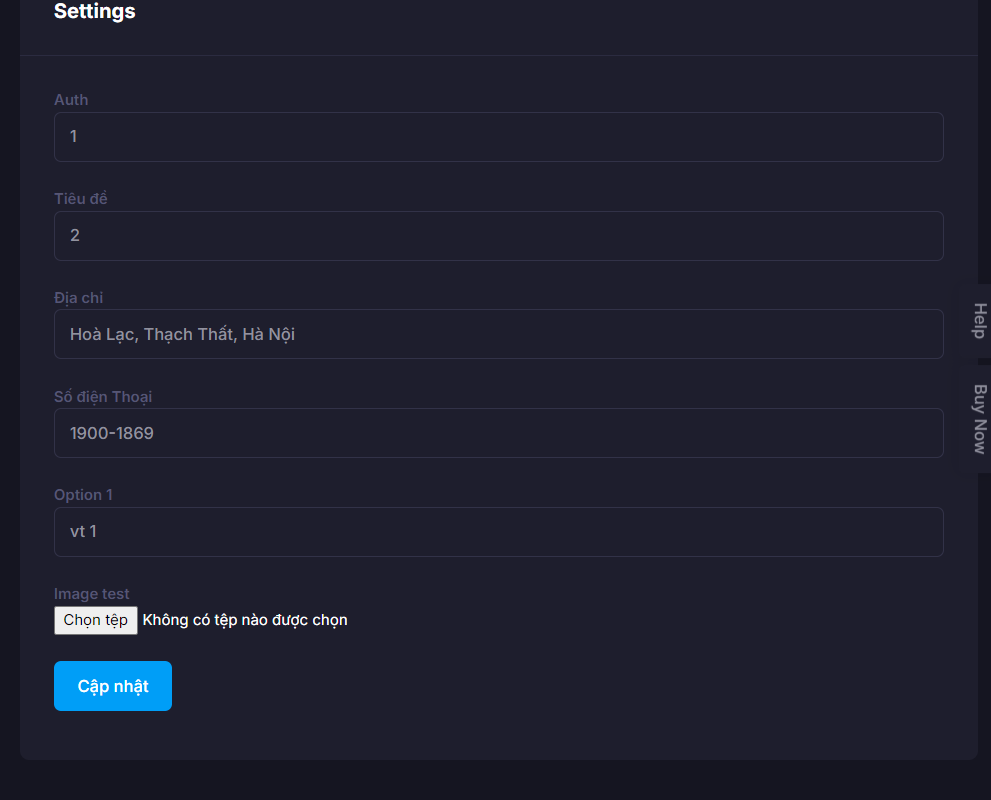 Settings
Auth
1
Tiêu đề
2
Địa chỉ
Hoà Lạc, Thạch Thất, Hà Nội
Số điện Thoại
1900-1869
Option 1
vt 1
Image test
Chọn tệp Không có tệp nào được chọn
Cập nhật
Help
Buy Now